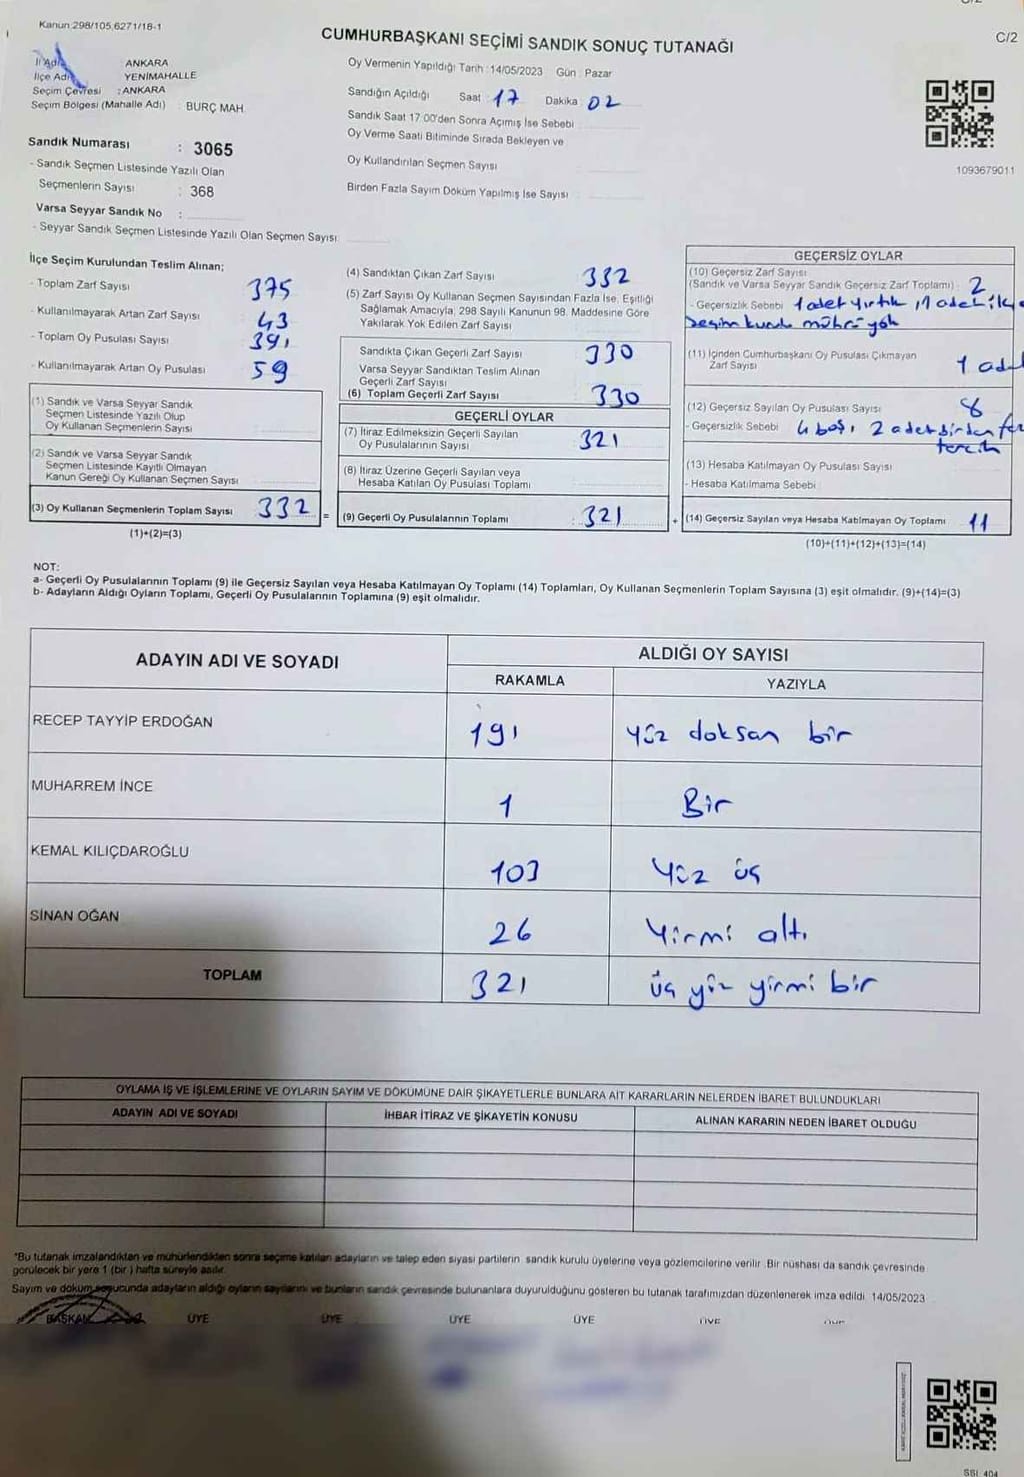 Kanun 298/105,6271/18-1
CUMHURBAŞKANI SEÇİMİ SANDIK SONUÇ TUTANAĞI
C/2
İl Adı
ANKARA
İlçe Adı
YENİMAHALLE
Seçim Çevresi : ANKARA
Seçim Bölgesi (Mahalle Adı) : BURÇ MAH.
Oy Vermenin Yapıldığı Tarih : 14/05/2023 Gün : Pazar
Sandığın Açıldığı Saat : 17 Dakika : 02
Sandık Saat 17.00'den Sonra Açımış İse Sebebi :
Oy Verme Saati Bitiminde Sırada Bekleyen ve
Oy Kullandırılan Seçmen Sayısı
Birden Fazla Sayım Döküm Yapılmış İse Sayısı :
1093679011
Sandık Numarası : 3065
- Sandık Seçmen Listesinde Yazılı Olan
Seçmenlerin Sayısı : 368
Varsa Seyyar Sandık No :
- Seyyar Sandık Seçmen Listesinde Yazılı Olan Seçmen Sayısı:
İlçe Seçim Kurulundan Teslim Alınan;
- Toplam Zarf Sayısı : 375
- Kullanılmayarak Artan Zarf Sayısı : 43
- Toplam Oy Pusulası Sayısı : 391
- Kullanılmayarak Artan Oy Pusulası : 59
(1) Sandık ve Varsa Seyyar Sandık
Seçmen Listesinde Yazılı Olup
Oy Kullanan Seçmenlerin Sayısı
(2) Sandık ve Varsa Seyyar Sandık
Seçmen Listesinde Kayıtlı Olmayan
Kanun Gereği Oy Kullanan Seçmen Sayısı
(3) Oy Kullanan Seçmenlerin Toplam Sayısı 332 =
(1)+(2)=(3)
(4) Sandıktan Çıkan Zarf Sayısı : 332
(5) Zarf Sayısı Oy Kullanan Seçmen Sayısından Fazla İse, Eşitliği
Sağlamak Amacıyla, 298 Sayılı Kanunun 98. Maddesine Göre
Yakılarak Yok Edilen Zarf Sayısı :
Sandıkta Çıkan Geçerli Zarf Sayısı : 330
Varsa Seyyar Sandıktan Teslim Alınan
Geçerli Zarf Sayısı
(6) Toplam Geçerli Zarf Sayısı : 330
GEÇERLİ OYLAR
(7) İtiraz Edilmeksizin Geçerli Sayılan
Oy Pusulalarının Sayısı : 321
(8) İtiraz Üzerine Geçerli Sayılan veya
Hesaba Katılan Oy Pusulası Toplamı
(9) Geçerli Oy Pusulalarının Toplamı : 321 +
GEÇERSİZ OYLAR
(10) Geçersiz Zarf Sayısı
(Sandık ve Varsa Seyyar Sandık Geçersiz Zarf Toplamı) : 2
- Geçersizlik Sebebi 1 adet yırtık, 1 adet ilçe
seçim kurulu mührü yok
(11) İçinden Cumhurbaşkanı Oy Pusulası Çıkmayan
Zarf Sayısı 1 ad
(12) Geçersiz Sayılan Oy Pusulası Sayısı : 8
- Geçersizlik Sebebi : 4 boş, 2 adet birden
tercih
(13) Hesaba Katılmayan Oy Pusulası Sayısı :
- Hesaba Katılmama Sebebi :
(14) Geçersiz Sayılan veya Hesaba Katılmayan Oy Toplamı : 11
(10)+(11)+(12)+(13)=(14)
NOT:
a- Geçerli Oy Pusulalarının Toplamı (9) ile Geçersiz Sayılan veya Hesaba Katılmayan Oy Toplamı (14) Toplamları, Oy Kullanan Seçmenlerin Toplam Sayısına (3) eşit olmalıdır. (9)+(14)=(3)
b- Adayların Aldığı Oyların Toplamı, Geçerli Oy Pusulalarının Toplamına (9) eşit olmalıdır.
ADAYIN ADI VE SOYADI
ALDIĞI OY SAYISI
RAKAMLA
YAZIYLA
RECEP TAYYİP ERDOĞAN 191 yüz doksan bir
MUHARREM İNCE 1 Bir
KEMAL KILIÇDAROĞLU 103 Yüz üç
SİNAN OĞAN 26 Yirmi altı
TOPLAM 321 üç yüz yirmi bir
OYLAMA İŞ VE İŞLEMLERİNE VE OYLARIN SAYIM VE DÖKÜMÜNE DAİR ŞİKAYETLERLE BUNLARA AİT KARARLARIN NELERDEN İBARET BULUNDUKLARI
ADAYIN ADI VE SOYADI
İHBAR İTİRAZ VE ŞİKAYETİN KONUSU
ALINAN KARARIN NEDEN İBARET OLDUĞU
*Bu tutanak imzalandıktan ve mühürlendikten sonra seçime katılan adayların ve talep eden siyasi partilerin sandık kurulu üyelerine veya gözlemcilerine verilir. Bir nüshası da sandık çevresinde
görülecek bir yere 1 (bir) hafta süreyle asılır.
Sayım ve döküm sonucunda adayların aldığı oyların sayılarını ve bunların sandık çevresinde bulunanlara duyurulduğunu gösteren bu tutanak tarafımızdan düzenlenerek imza edildi. 14/05/2023
BAŞKAN ÜYE ÜYE ÜYE ÜYE ÜYE
SSI 404